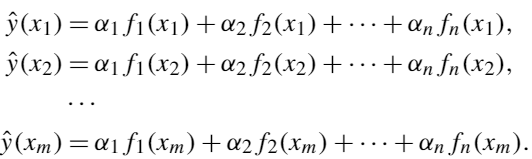 ŷ(x₁) = α₁ f₁(x₁) + α₂ f₂(x₁) + ⋯ + αₙ fₙ(x₁),
ŷ(x₂) = α₁ f₁(x₂) + α₂ f₂(x₂) + ⋯ + αₙ fₙ(x₂),
⋯
ŷ(xₘ) = α₁ f₁(xₘ) + α₂ f₂(xₘ) + ⋯ + αₙ fₙ(xₘ).